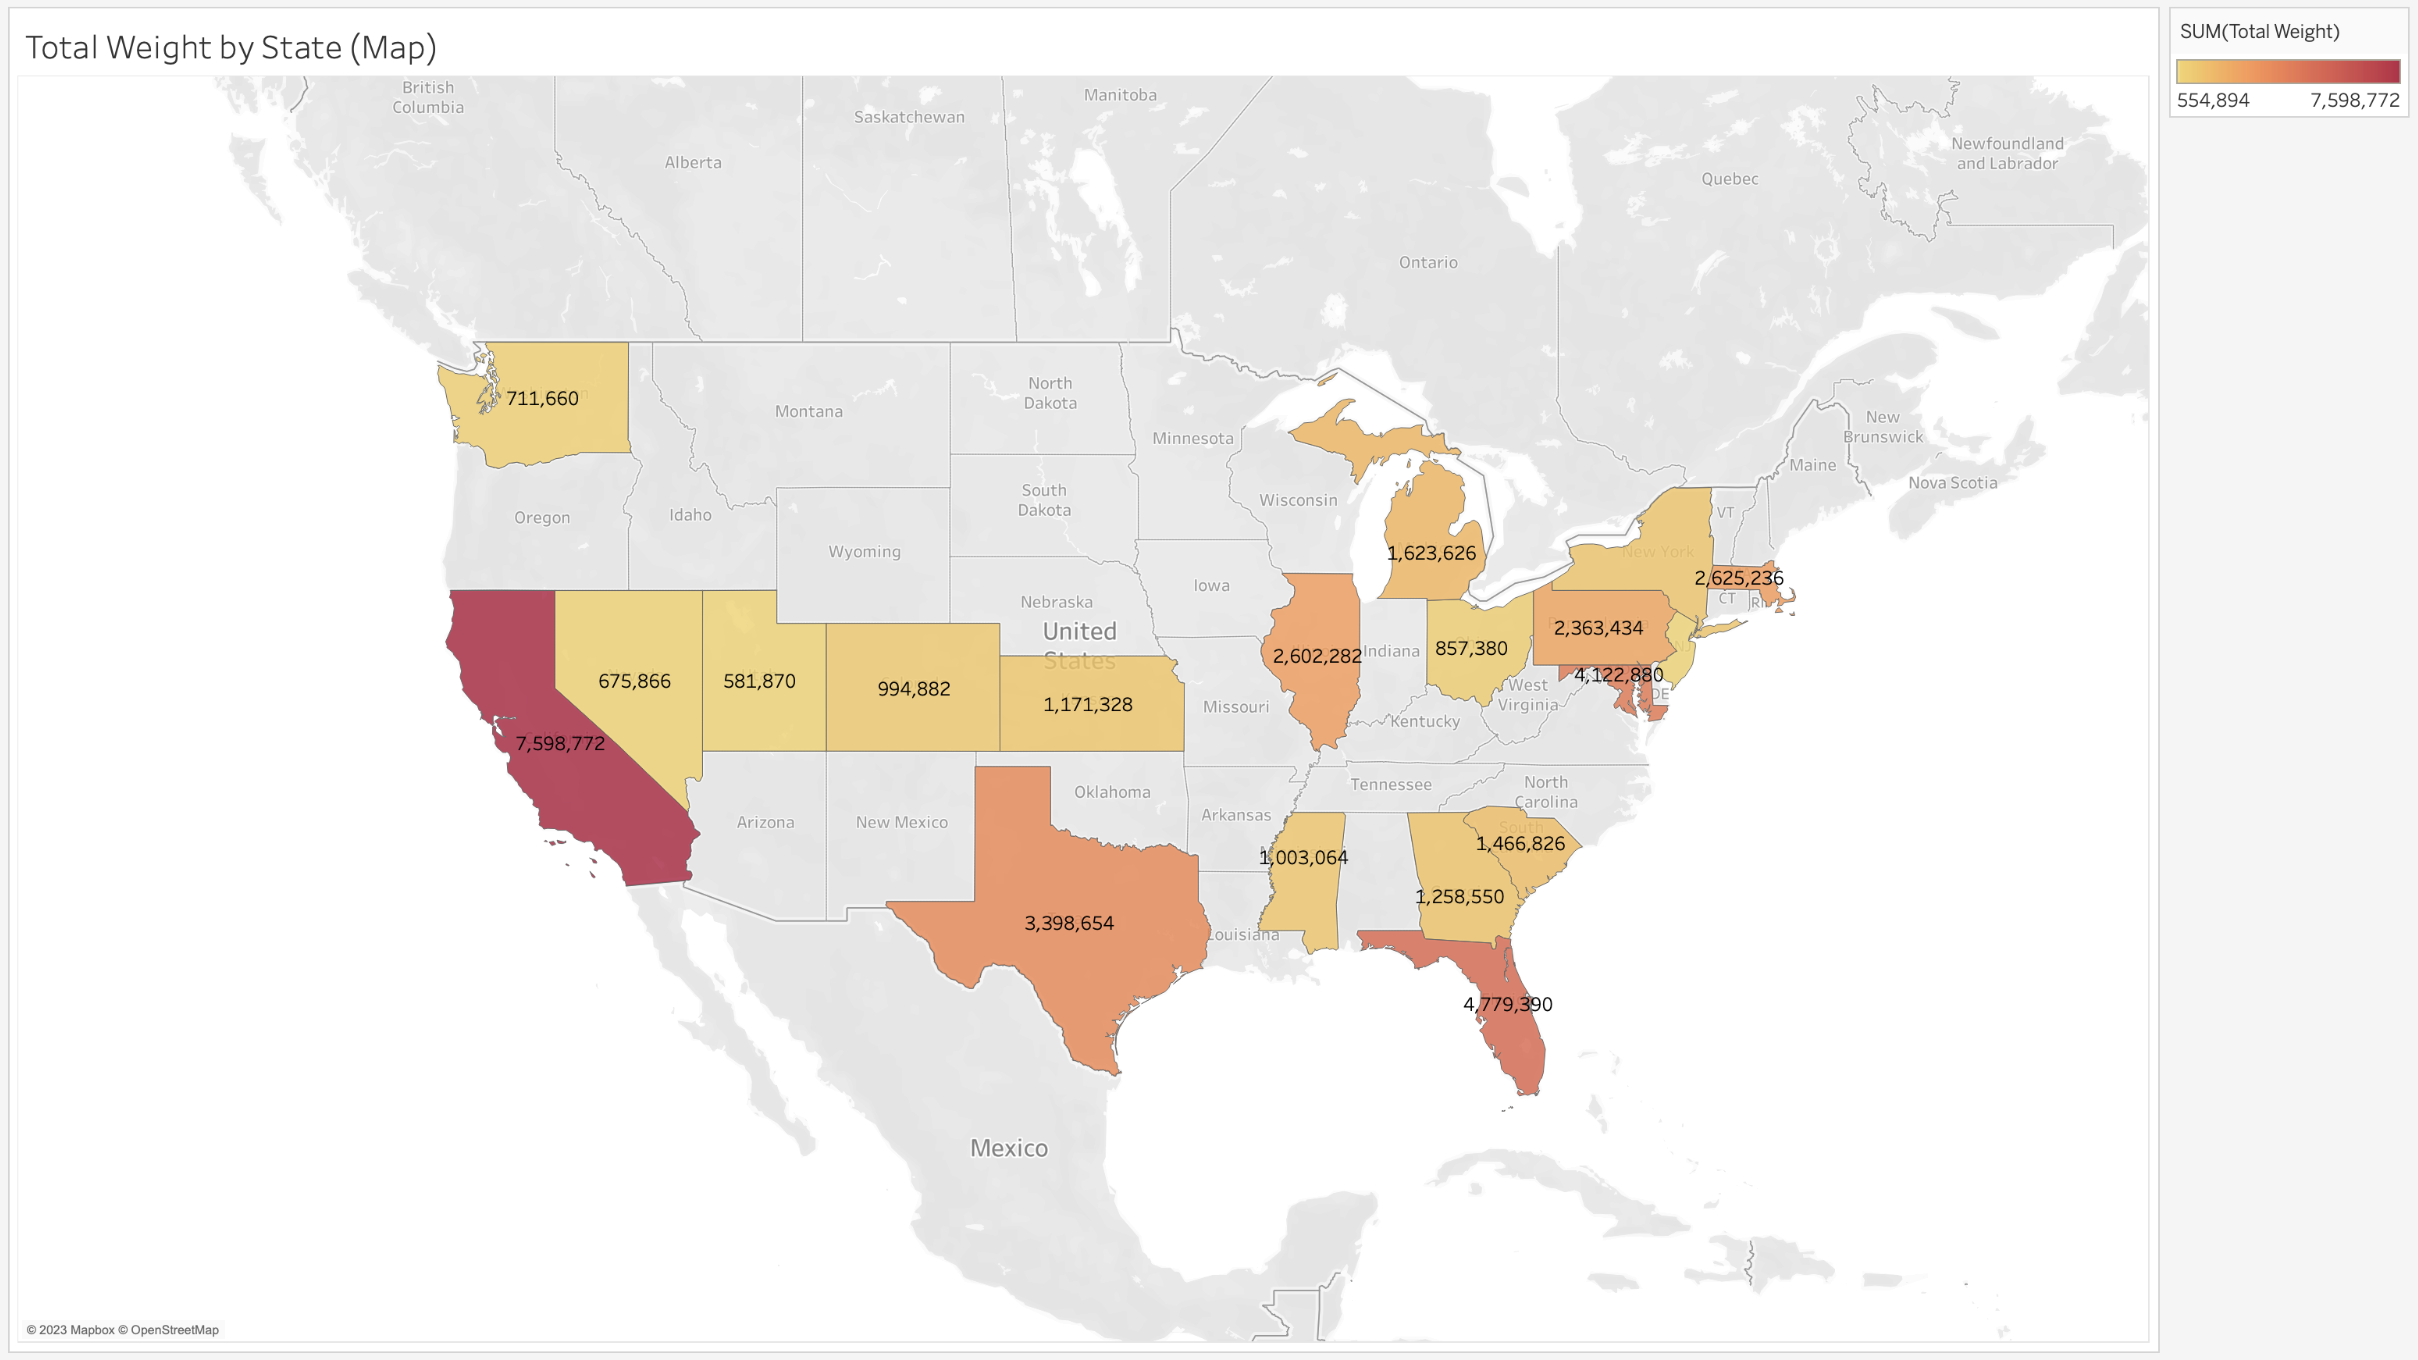 Total Weight by State (Map)
SUM(Total Weight)
554,894
7,598,772
British
Columbia
Alberta
Saskatchewan
Manitoba
Ontario
Quebec
Newfoundland
and Labrador
New
Brunswick
Nova Scotia
Maine
711,660
Montana
North
Dakota
Minnesota
South
Dakota
Wisconsin
Oregon
Idaho
Wyoming
VT
New York
1,623,626
2,625,236
Iowa
Nebraska
CT
RI
United
States
2,363,434
2,602,282
Indiana
857,380
NJ
675,866
581,870
994,882
1,171,328
4,122,880
DE
West
Virginia
Missouri
Kentucky
7,598,772
Oklahoma
Tennessee
North
Carolina
Arizona
New Mexico
Arkansas
South
1,466,826
1,003,064
1,258,550
3,398,654
Louisiana
4,779,390
Mexico
© 2023 Mapbox © OpenStreetMap